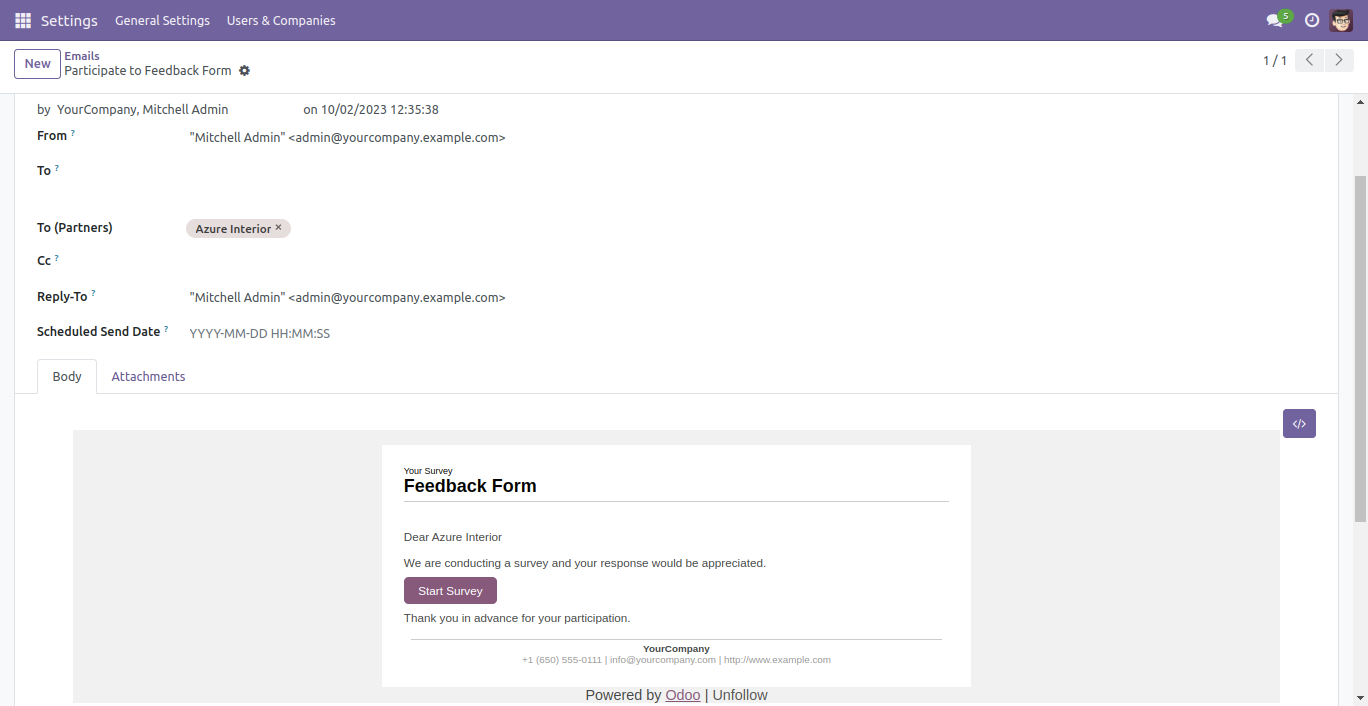 Settings General Settings Users & Companies 5
New Emails
Participate to Feedback Form 1 / 1
by YourCompany, Mitchell Admin on 10/02/2023 12:35:38
From ? "Mitchell Admin" <admin@yourcompany.example.com>
To ?
To (Partners) Azure Interior ×
Cc ?
Reply-To ? "Mitchell Admin" <admin@yourcompany.example.com>
Scheduled Send Date ? YYYY-MM-DD HH:MM:SS
Body Attachments
</>
Your Survey
Feedback Form
Dear Azure Interior
We are conducting a survey and your response would be appreciated.
Start Survey
Thank you in advance for your participation.
YourCompany
+1 (650) 555-0111 | info@yourcompany.com | http://www.example.com
Powered by Odoo | Unfollow